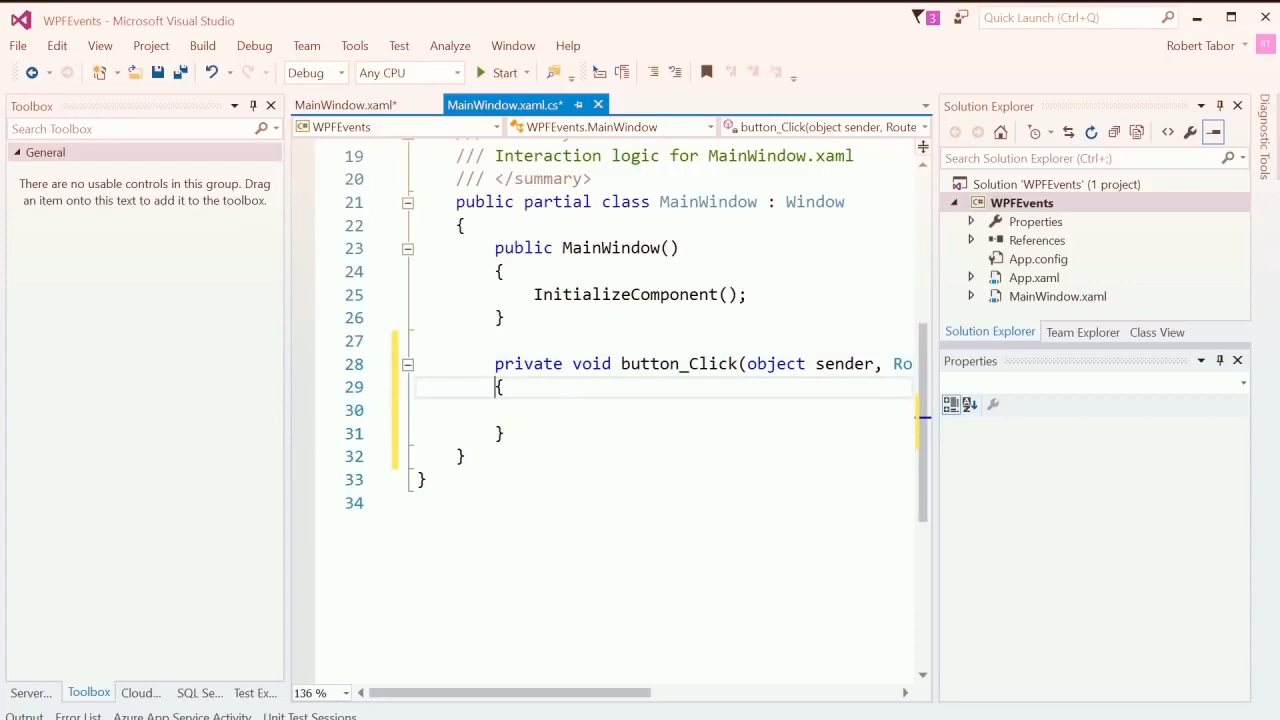 WPFEvents - Microsoft Visual Studio
3
Quick Launch (Ctrl+Q)
File Edit View Project Build Debug Team Tools Test Analyze Window Help
Robert Tabor RT
Debug Any CPU Start
Toolbox
Search Toolbox
General
There are no usable controls in this group. Drag
an item onto this text to add it to the toolbox.
Server... Toolbox Cloud... SQL Se... Test Ex...
MainWindow.xaml* MainWindow.xaml.cs*
WPFEvents WPFEvents.MainWindow button_Click(object sender, Route
19 /// Interaction logic for MainWindow.xaml
20 /// </summary>
21 public partial class MainWindow : Window
22 {
23 public MainWindow()
24 {
25 InitializeComponent();
26 }
27
28 private void button_Click(object sender, Ro
29 {
30
31 }
32 }
33 }
34
136 %
Solution Explorer
Search Solution Explorer (Ctrl+;)
Solution 'WPFEvents' (1 project)
WPFEvents
Properties
References
App.config
App.xaml
MainWindow.xaml
Solution Explorer Team Explorer Class View
Properties
Diagnostic Tools
Output Error List Azure App Service Activity Unit Test Sessions